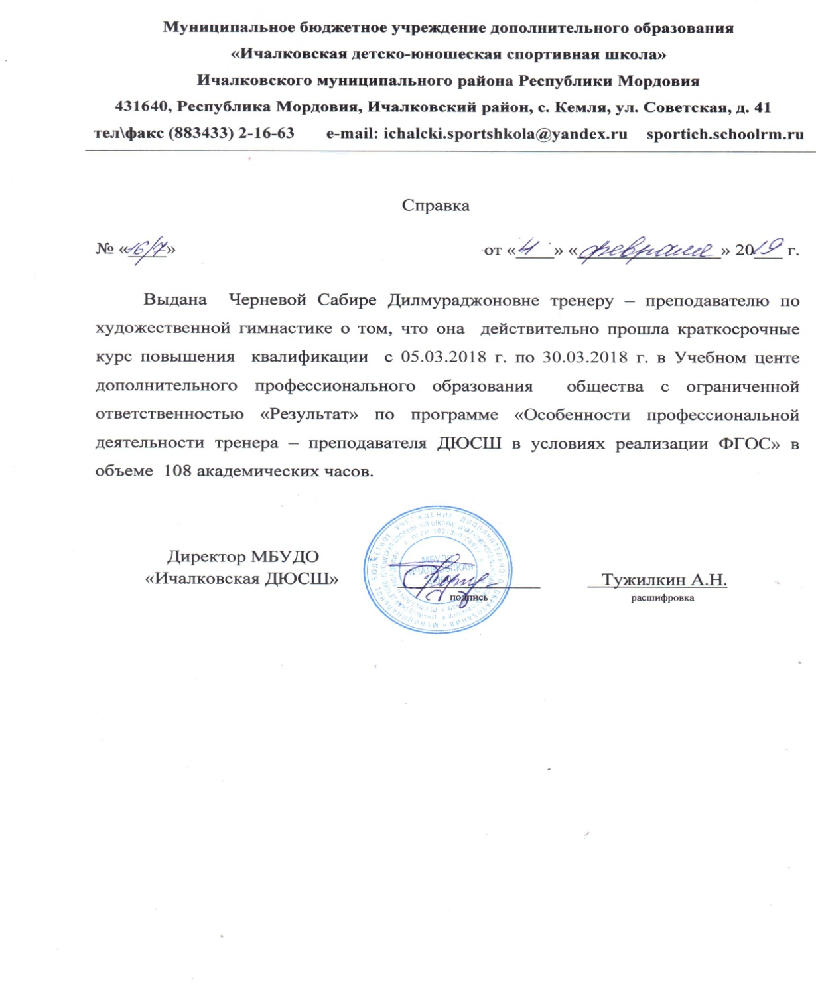 Муниципальное бюджетное учреждение дополнительного образования
«Ичалковская детско-юношеская спортивная школа»
Ичалковского муниципального района Республики Мордовия
431640, Республика Мордовия, Ичалковский район, с. Кемля, ул. Советская, д. 41
тел\факс (883433) 2-16-63 e-mail: ichalcki.sportshkola@yandex.ru sportich.schoolrm.ru
Справка
№ «16/7» от «4» «февраля» 2019 г.
Выдана Черневой Сабире Дилмураджоновне тренеру – преподавателю по
художественной гимнастике о том, что она действительно прошла краткосрочные
курс повышения квалификации с 05.03.2018 г. по 30.03.2018 г. в Учебном центе
дополнительного профессионального образования общества с ограниченной
ответственностью «Результат» по программе «Особенности профессиональной
деятельности тренера – преподавателя ДЮСШ в условиях реализации ФГОС» в
объеме 108 академических часов.
Директор МБУДО
«Ичалковская ДЮСШ» Тужилкин А.Н.
подпись расшифровка
МБУДО
ИЧАЛКОВСКАЯ
МУНИЦИПАЛЬНОЕ БЮДЖЕТНОЕ УЧРЕЖДЕНИЕ ДОПОЛНИТЕЛЬНОГО ОБРАЗОВАНИЯ